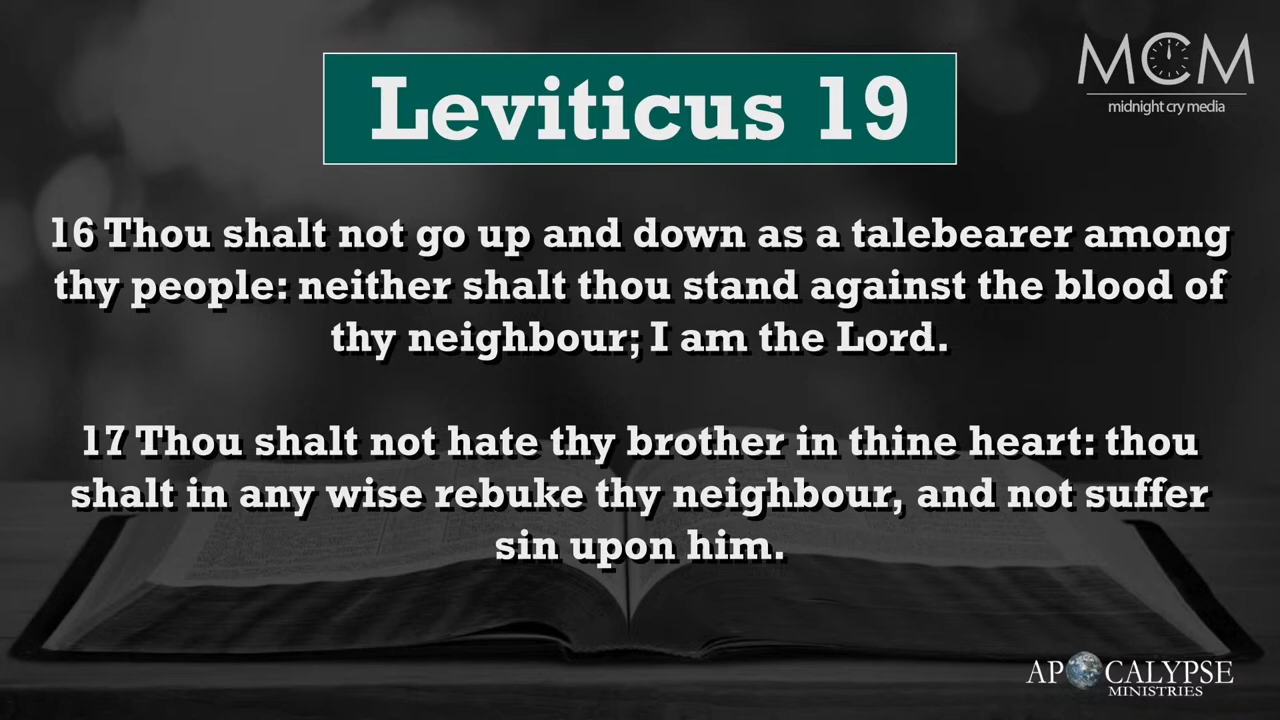 MCM
midnight cry media
Leviticus 19
16 Thou shalt not go up and down as a talebearer among
thy people: neither shalt thou stand against the blood of
thy neighbour; I am the Lord.
17 Thou shalt not hate thy brother in thine heart: thou
shalt in any wise rebuke thy neighbour, and not suffer
sin upon him.
APOCALYPSE
MINISTRIES